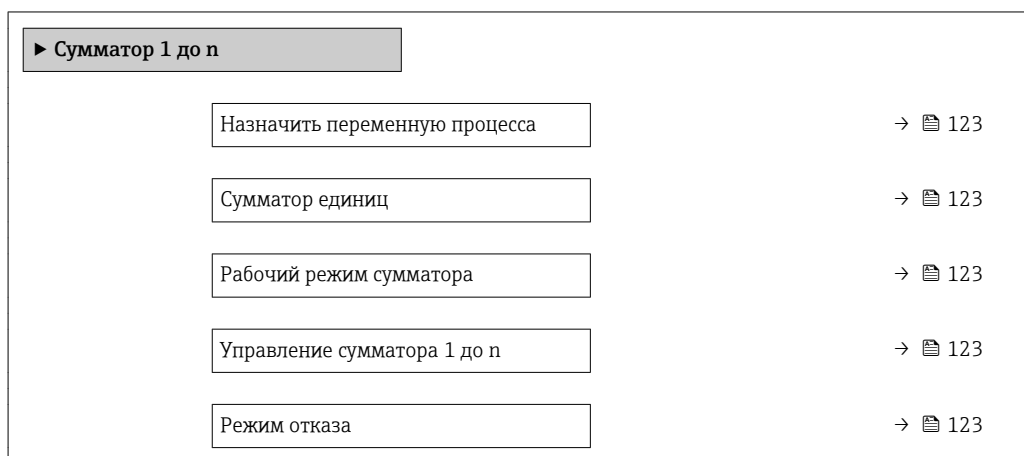 ▶ Сумматор 1 до n
Назначить переменную процесса → 123
Сумматор единиц → 123
Рабочий режим сумматора → 123
Управление сумматора 1 до n → 123
Режим отказа → 123